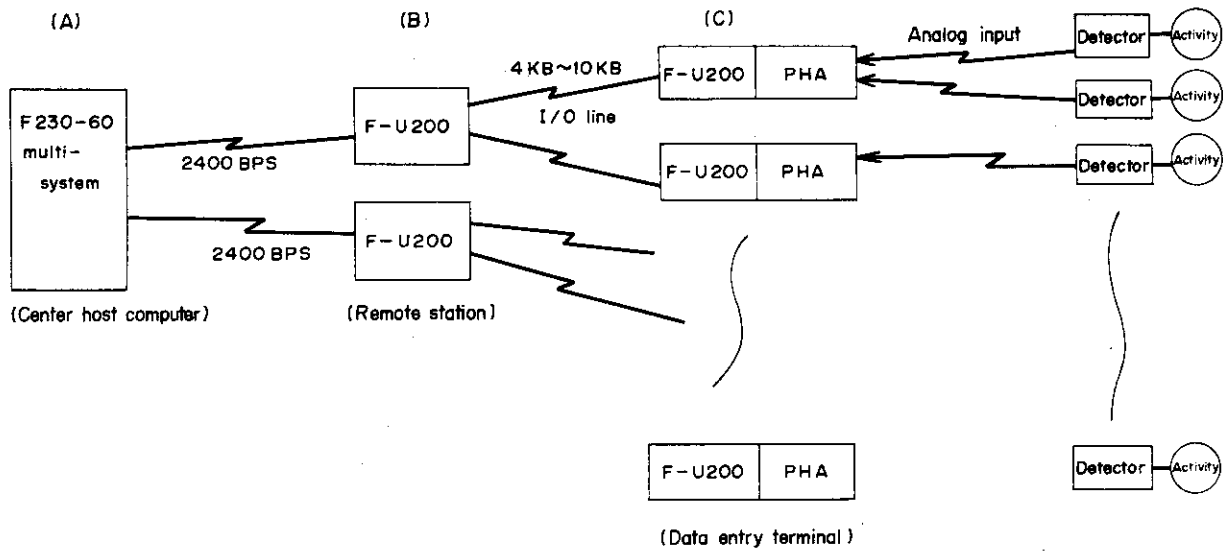 (A)
(B)
(C)
F230-60
multi-
system
2400 BPS
2400 BPS
(Center host computer)
F-U200
F-U200
(Remote station)
4KB~10KB
I/O line
F-U200 PHA
F-U200 PHA
F-U200 PHA
(Data entry terminal)
Analog input
Detector Activity
Detector Activity
Detector Activity
Detector Activity